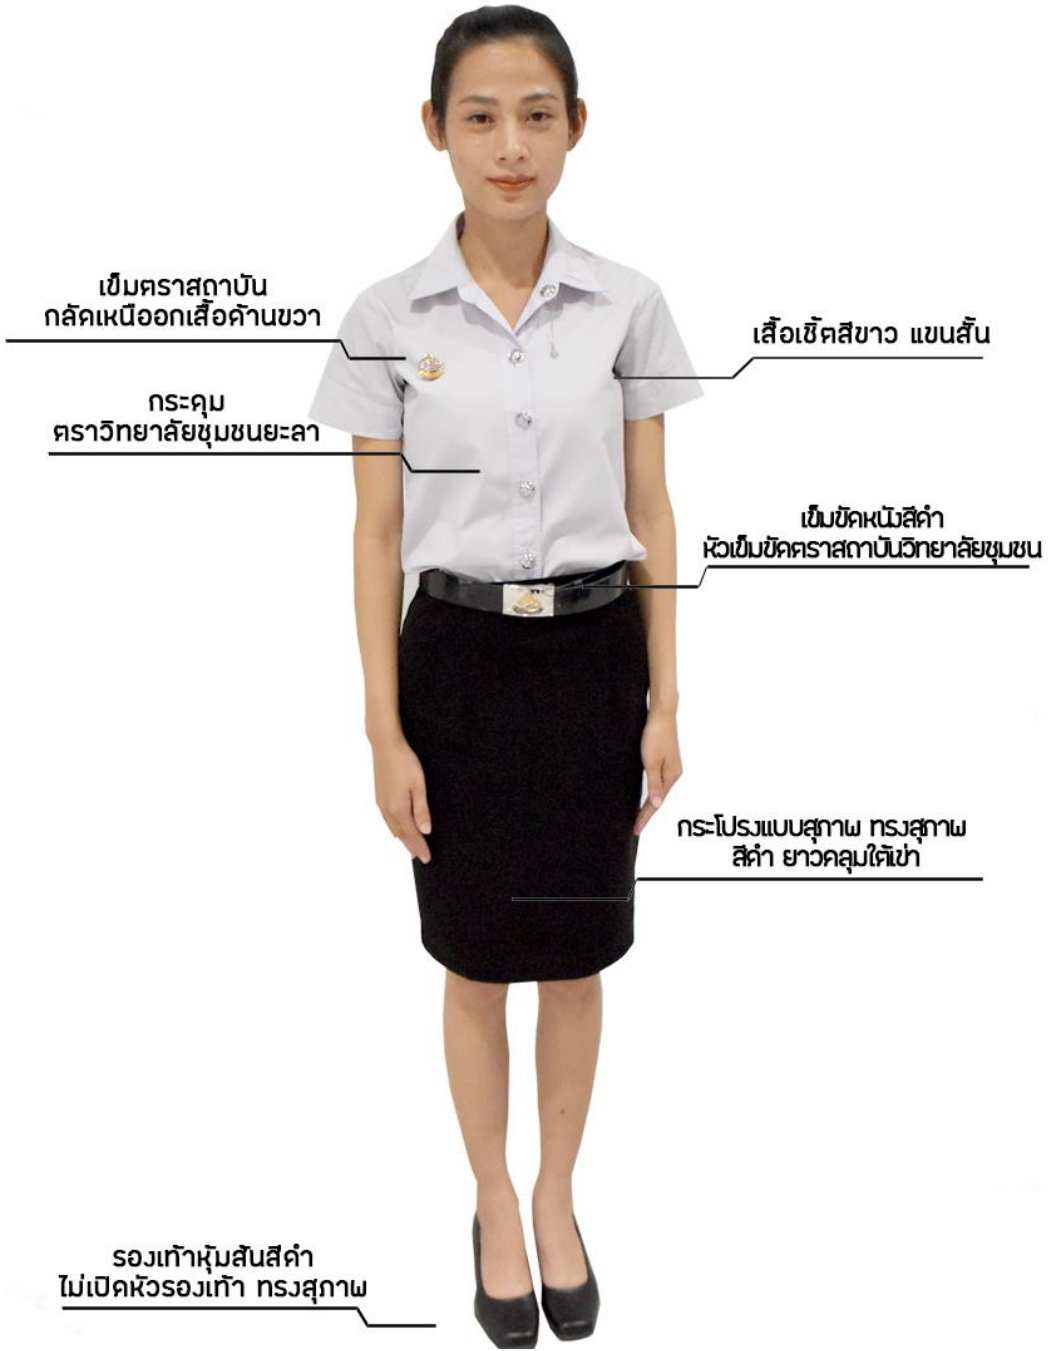 เข็มตราสถาบัน
กลัดเหนืออกเสื้อด้านขวา
เสื้อเชิ้ตสีขาว แขนสั้น
กระดุม
ตราวิทยาลัยชุมชนยะลา
เข็มขัดหนังสีดำ
หัวเข็มขัดตราสถาบันวิทยาลัยชุมชน
กระโปรงแบบสุภาพ ทรงสุภาพ
สีดำ ยาวคลุมใต้เข่า
รองเท้าหุ้มส้นสีดำ
ไม่เปิดหัวรองเท้า ทรงสุภาพ